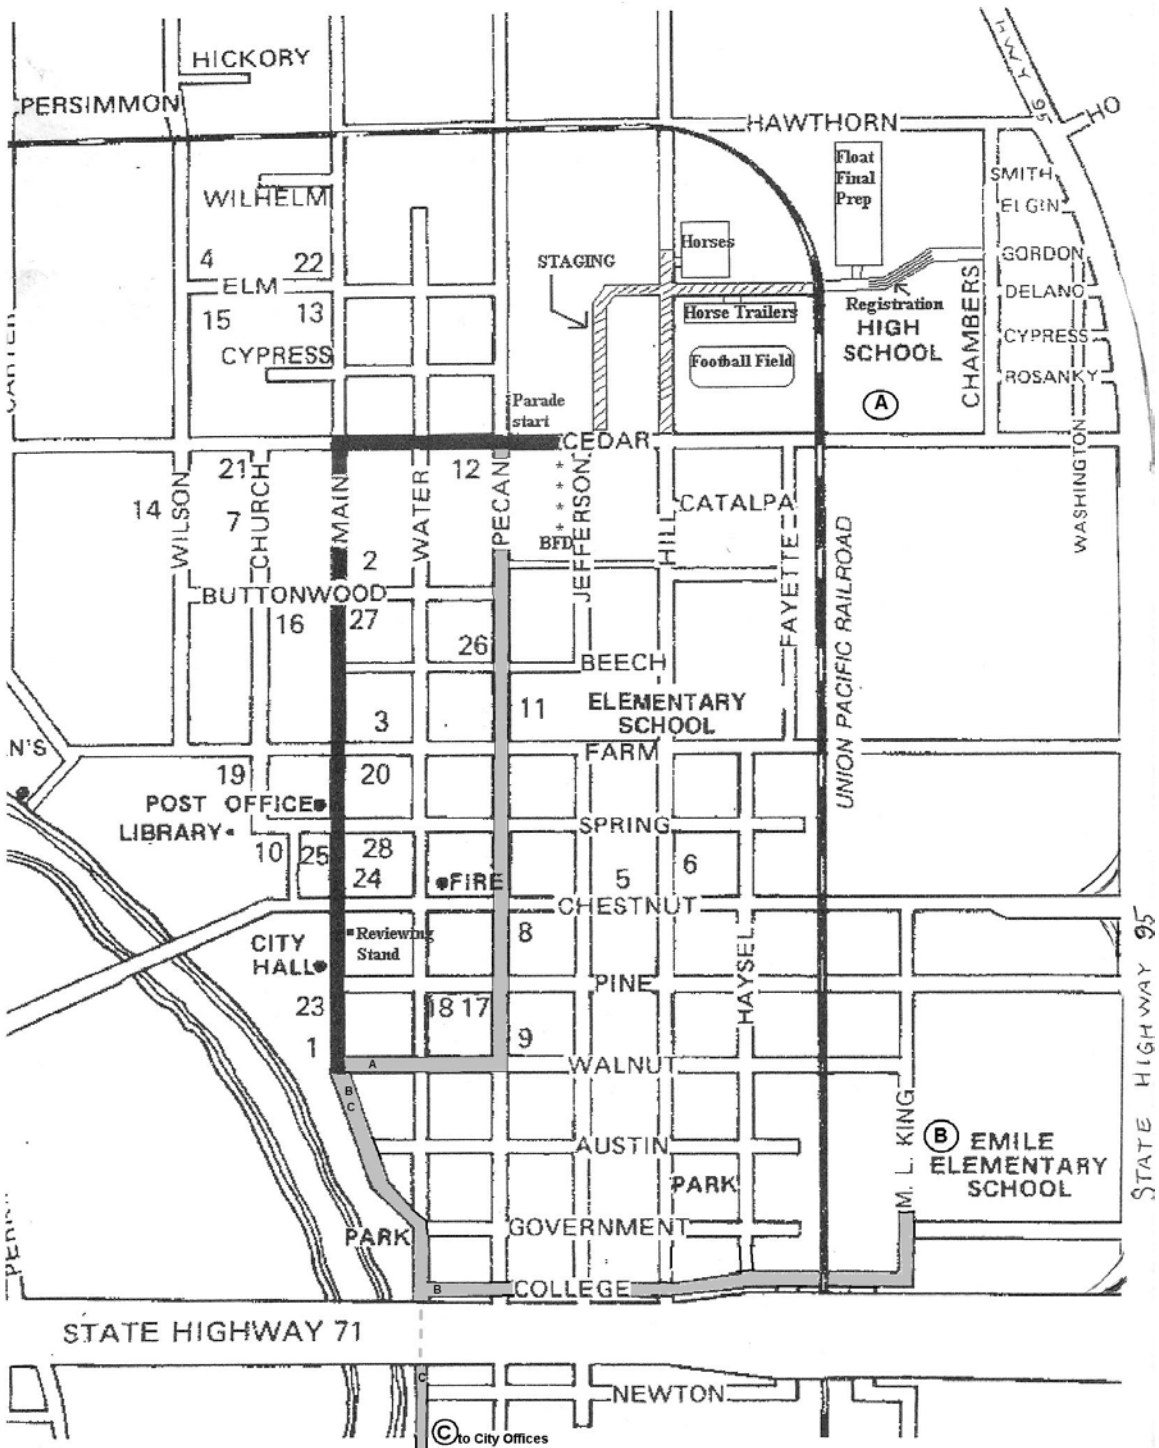 HICKORY
PERSIMMON
HWY 95
HO
HAWTHORN
Float
Final
Prep
SMITH
ELGIN
WILHELM
Horses
STAGING
GORDON
4
22
ELM
DELANO
Registration
Horse Trailers
15
13
HIGH
SCHOOL
CHAMBERS
CYPRESS
CYPRESS
Football Field
ROSANKY
CARTER
A
Parade
start
CEDAR
21
12
14
WILSON
7
CHURCH
MAIN
WATER
PECAN
* * * *
BFD
JEFFERSON
HILL
CATALPA
FAYETTE
UNION PACIFIC RAILROAD
WASHINGTON
2
BUTTONWOOD
16
27
26
BEECH
3
11
ELEMENTARY
SCHOOL
N'S
FARM
19
20
POST OFFICE
LIBRARY
SPRING
10
25
28
24
FIRE
5
6
CHESTNUT
CITY
HALL
Reviewing
Stand
8
HAYSEL
STATE HIGHWAY 95
PINE
23
18
17
1
9
A
WALNUT
B
C
M. L. KING
B
EMILE
ELEMENTARY
SCHOOL
AUSTIN
PARK
PARK
GOVERNMENT
B
COLLEGE
STATE HIGHWAY 71
C
NEWTON
C to City Offices